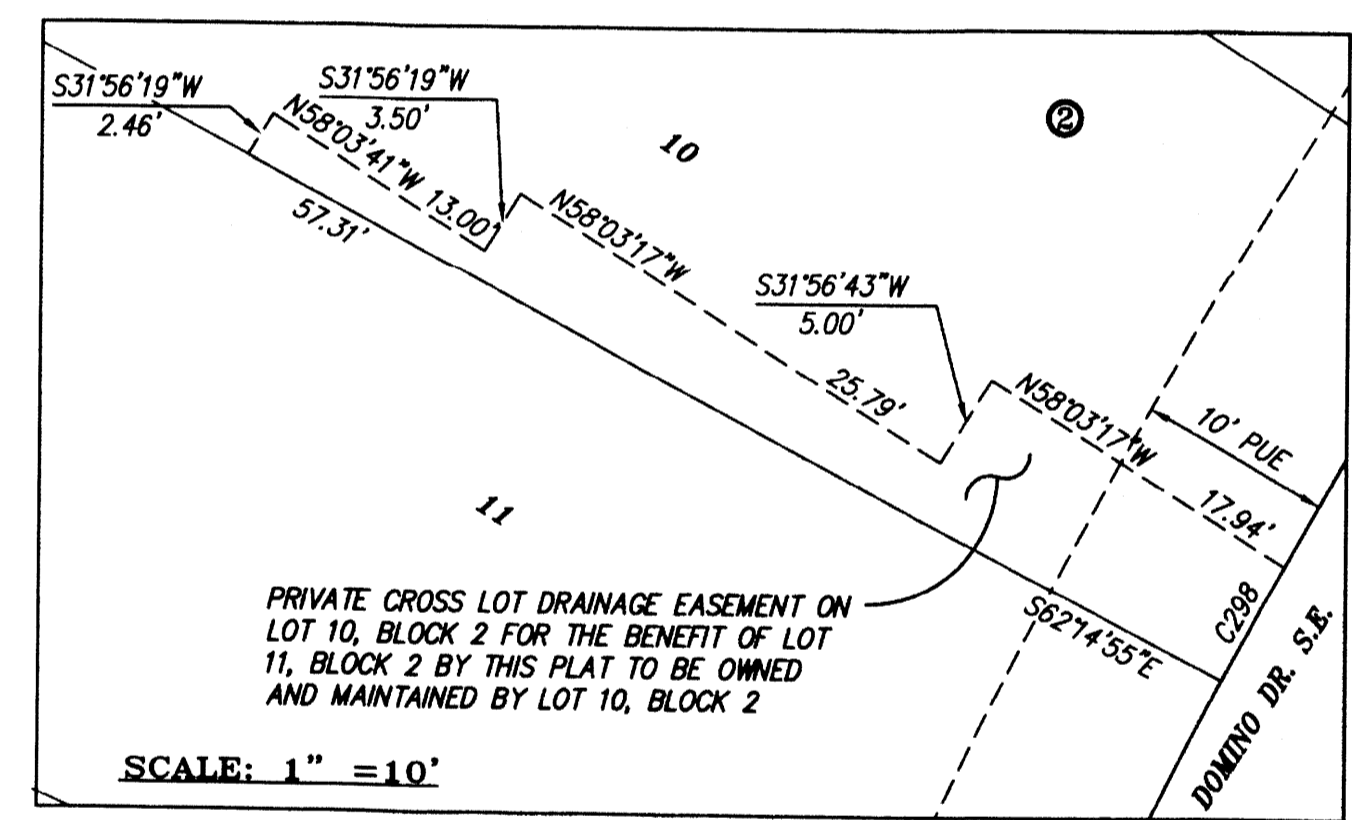 S31°56'19"W
2.46'
S31°56'19"W
3.50'
N58°03'41"W 13.00'
10
②
57.31'
N58°03'17"W
25.79'
S31°56'43"W
5.00'
N58°03'17"W
17.94'
10' PUE
11
PRIVATE CROSS LOT DRAINAGE EASEMENT ON
LOT 10, BLOCK 2 FOR THE BENEFIT OF LOT
11, BLOCK 2 BY THIS PLAT TO BE OWNED
AND MAINTAINED BY LOT 10, BLOCK 2
S62°14'55"E
C298
DOMINO DR. S.E.
SCALE: 1" =10'